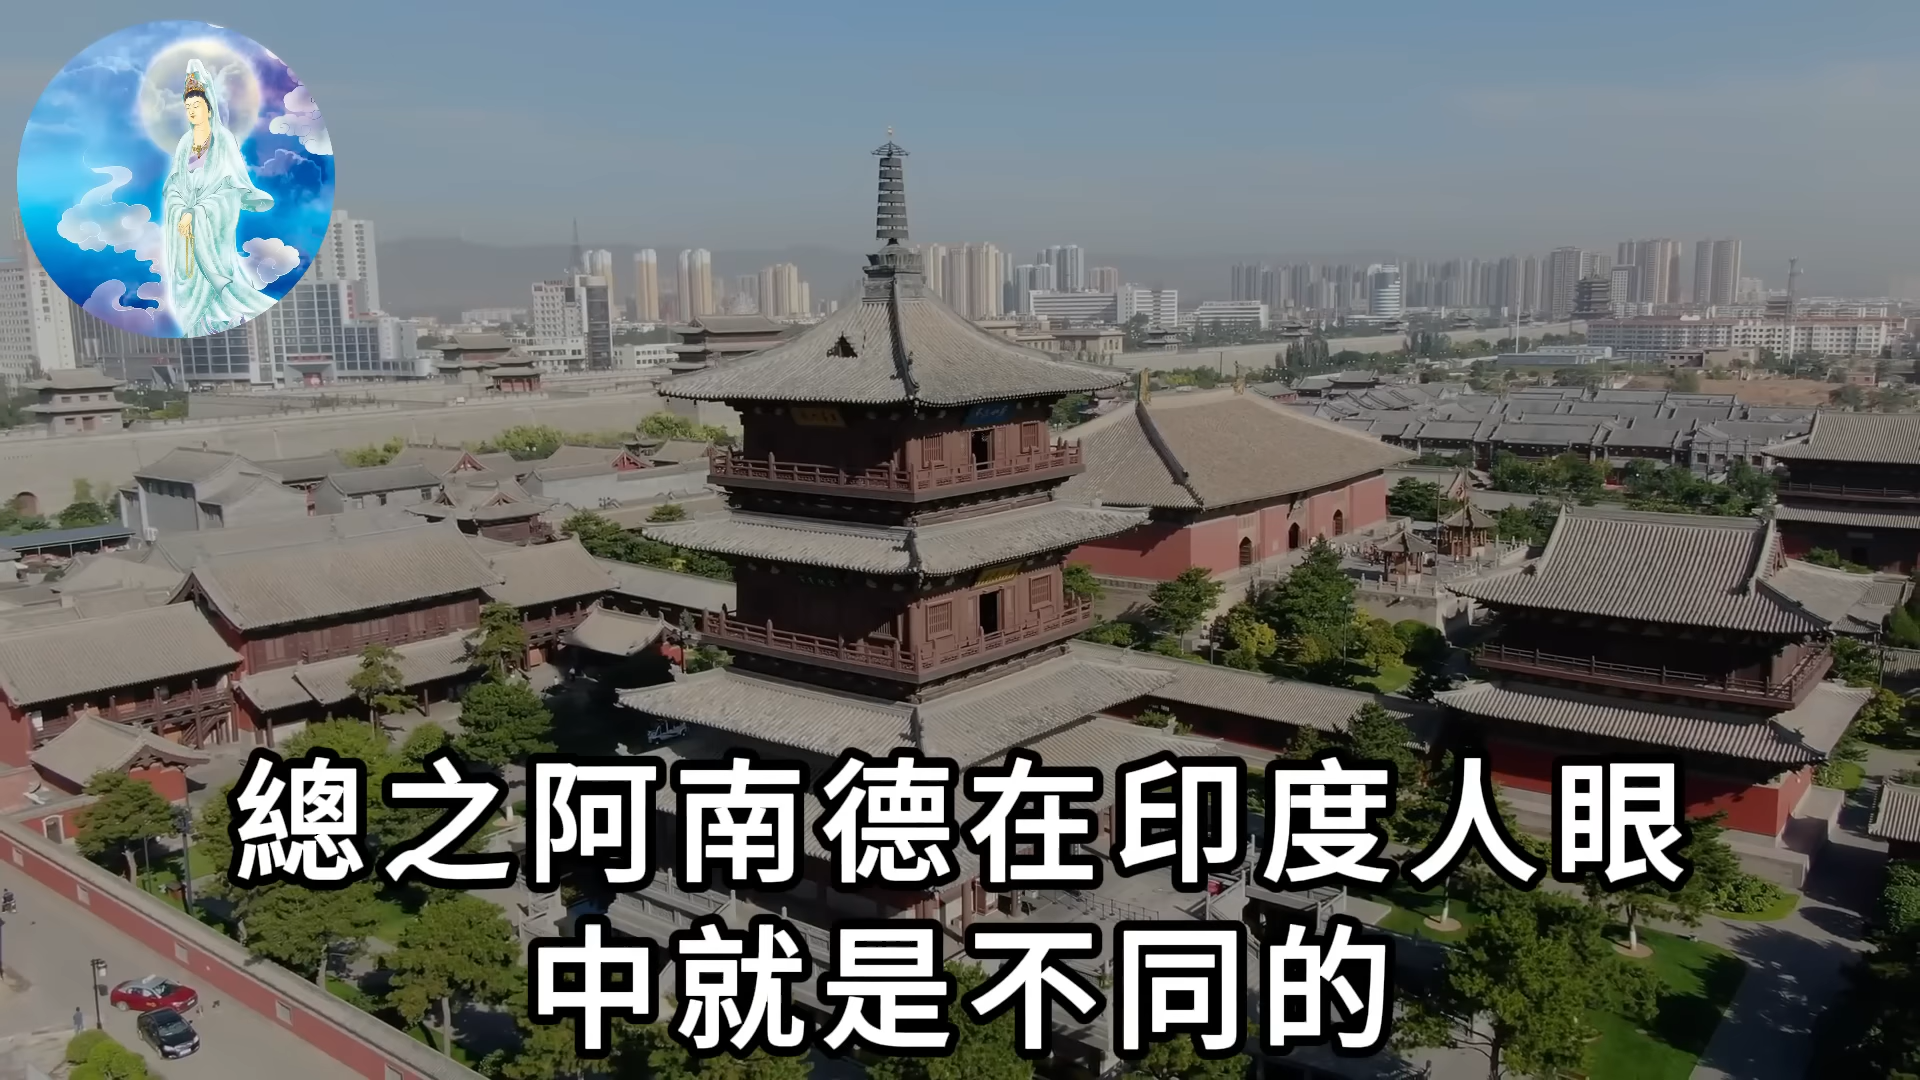 總之阿南德在印度人眼
中就是不同的